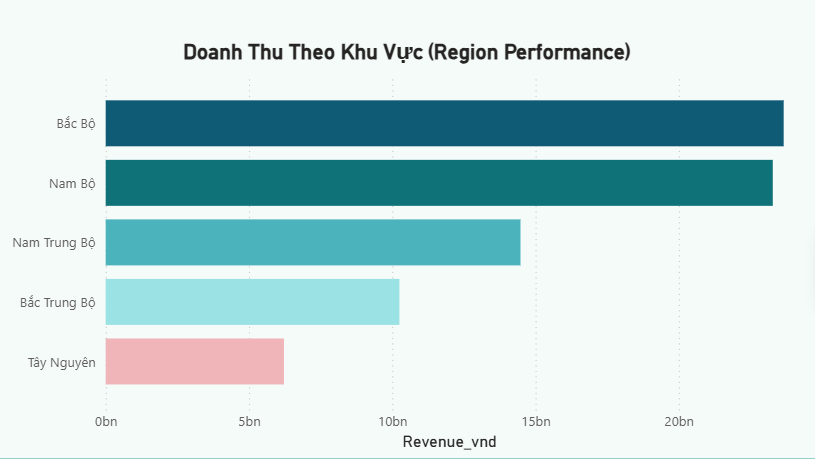 Doanh Thu Theo Khu Vực (Region Performance)
Bắc Bộ
Nam Bộ
Nam Trung Bộ
Bắc Trung Bộ
Tây Nguyên
0bn 5bn 10bn 15bn 20bn
Revenue_vnd